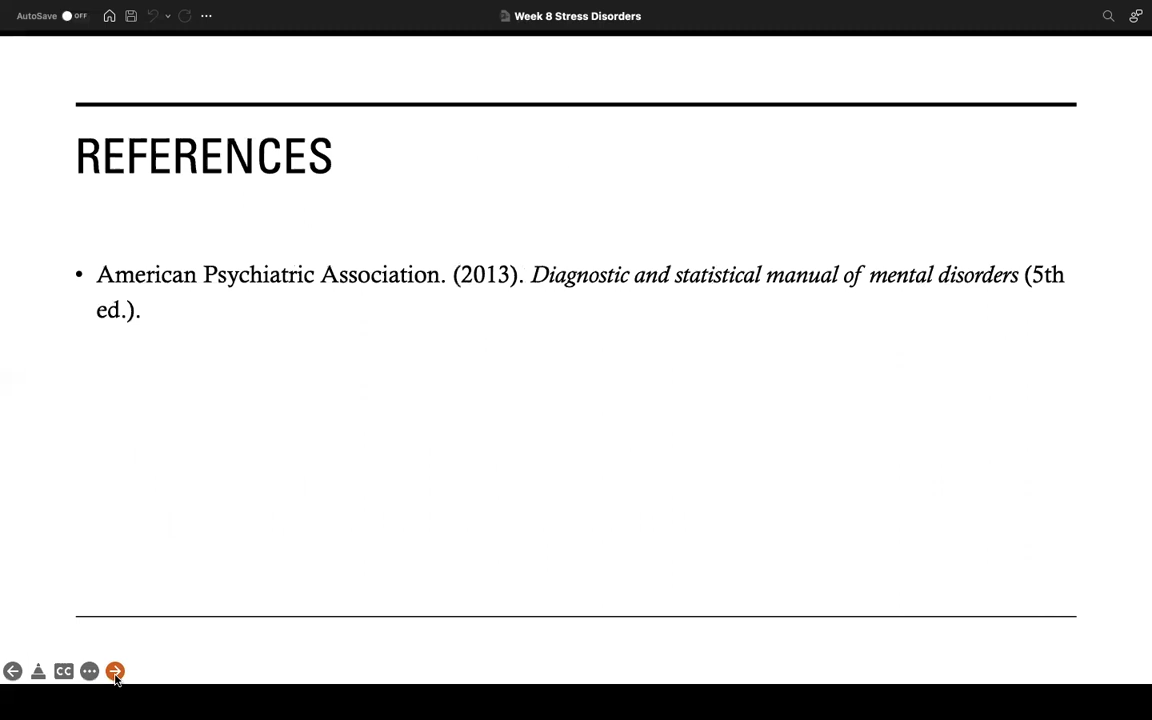 AutoSave OFF Week 8 Stress Disorders
REFERENCES
• American Psychiatric Association. (2013). Diagnostic and statistical manual of mental disorders (5th
ed.).
CC